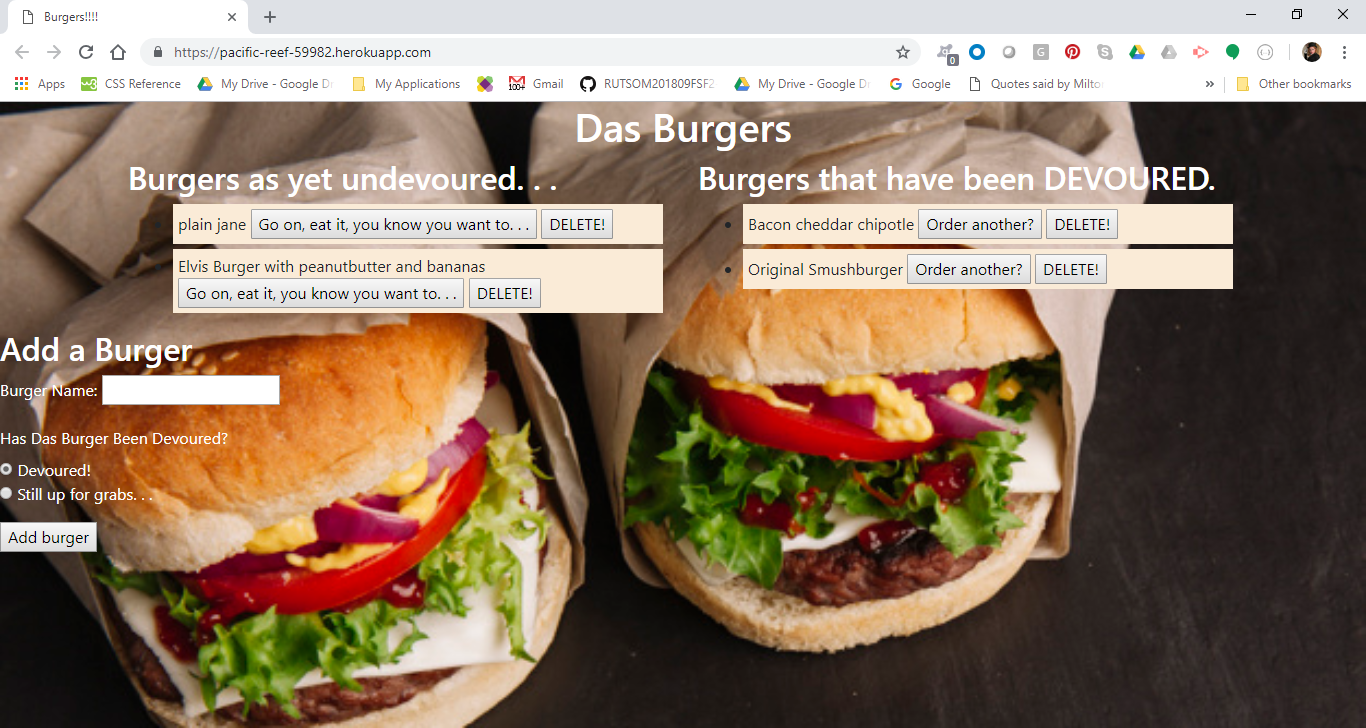 Burgers!!!!
https://pacific-reef-59982.herokuapp.com
0
G
Apps
CSS Reference
My Drive - Google Dr
My Applications
100+
Gmail
RUTSOM201809FSF2
My Drive - Google Dr
Google
Quotes said by Milto
»
Other bookmarks
Das Burgers
Burgers as yet undevoured. . .
plain jane Go on, eat it, you know you want to. . . DELETE!
Elvis Burger with peanutbutter and bananas
Go on, eat it, you know you want to. . . DELETE!
Burgers that have been DEVOURED.
Bacon cheddar chipotle Order another? DELETE!
Original Smushburger Order another? DELETE!
Add a Burger
Burger Name:
Has Das Burger Been Devoured?
Devoured!
Still up for grabs. . .
Add burger